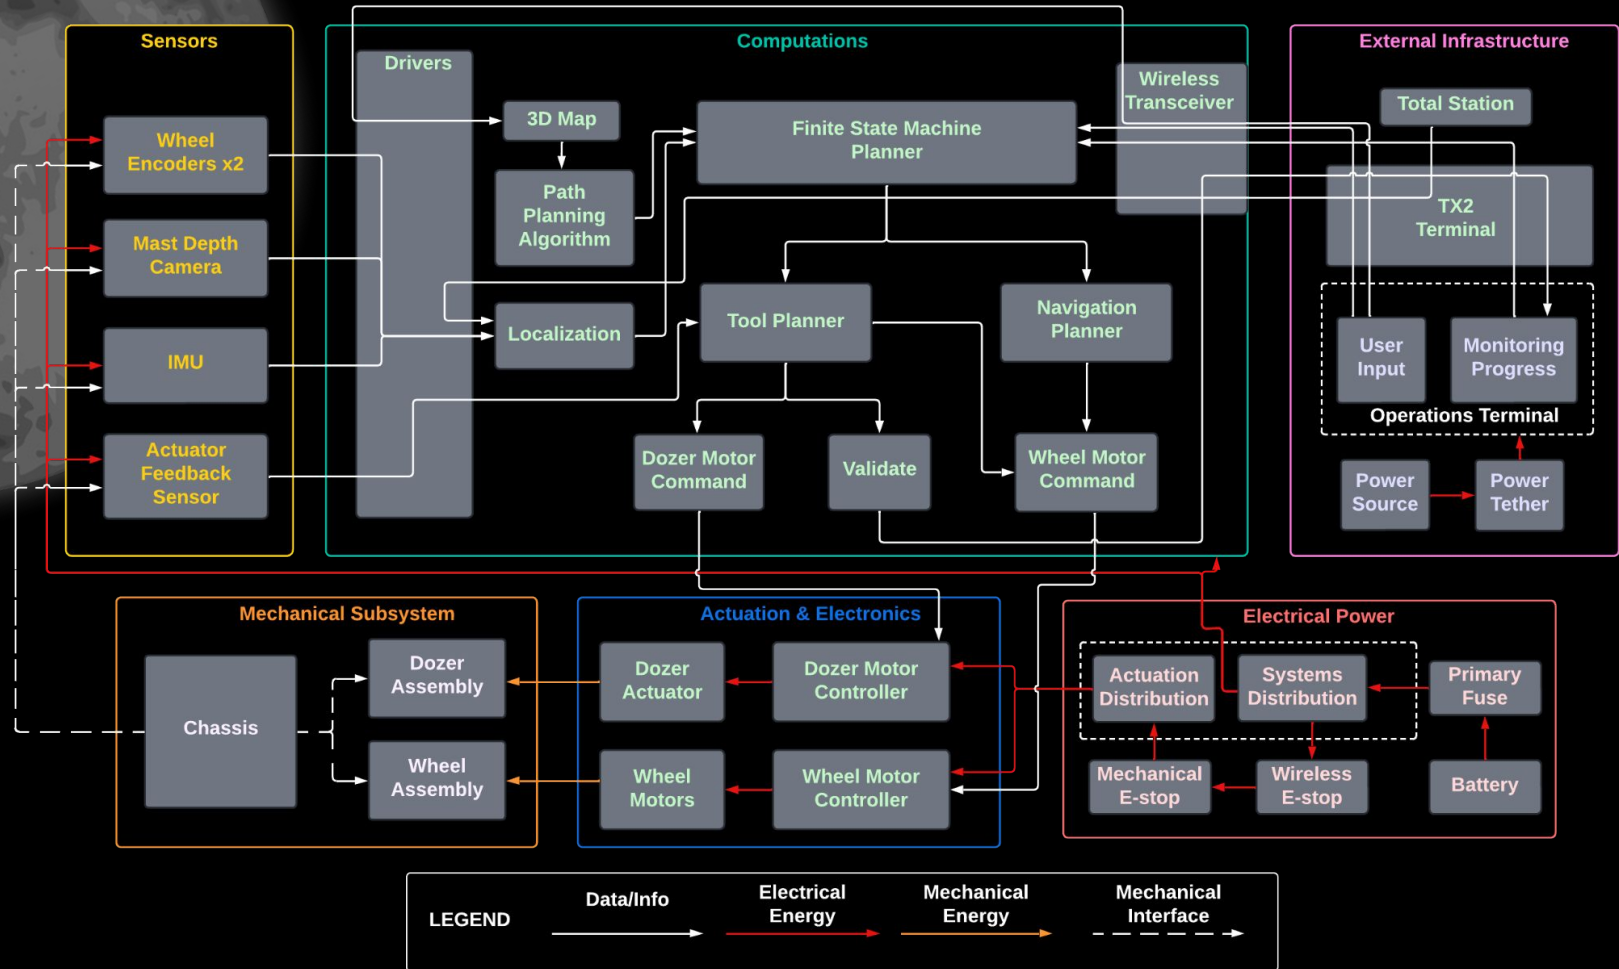 Sensors
Wheel
Encoders x2
Mast Depth
Camera
IMU
Actuator
Feedback
Sensor
Computations
Drivers
3D Map
Path
Planning
Algorithm
Localization
Finite State Machine
Planner
Wireless
Transceiver
Tool Planner
Navigation
Planner
Dozer Motor
Command
Validate
Wheel Motor
Command
External Infrastructure
Total Station
TX2
Terminal
User
Input
Monitoring
Progress
Operations Terminal
Power
Source
Power
Tether
Mechanical Subsystem
Chassis
Dozer
Assembly
Wheel
Assembly
Actuation & Electronics
Dozer
Actuator
Dozer Motor
Controller
Wheel
Motors
Wheel Motor
Controller
Electrical Power
Actuation
Distribution
Systems
Distribution
Primary
Fuse
Mechanical
E-stop
Wireless
E-stop
Battery
LEGEND
Data/Info
Electrical
Energy
Mechanical
Energy
Mechanical
Interface